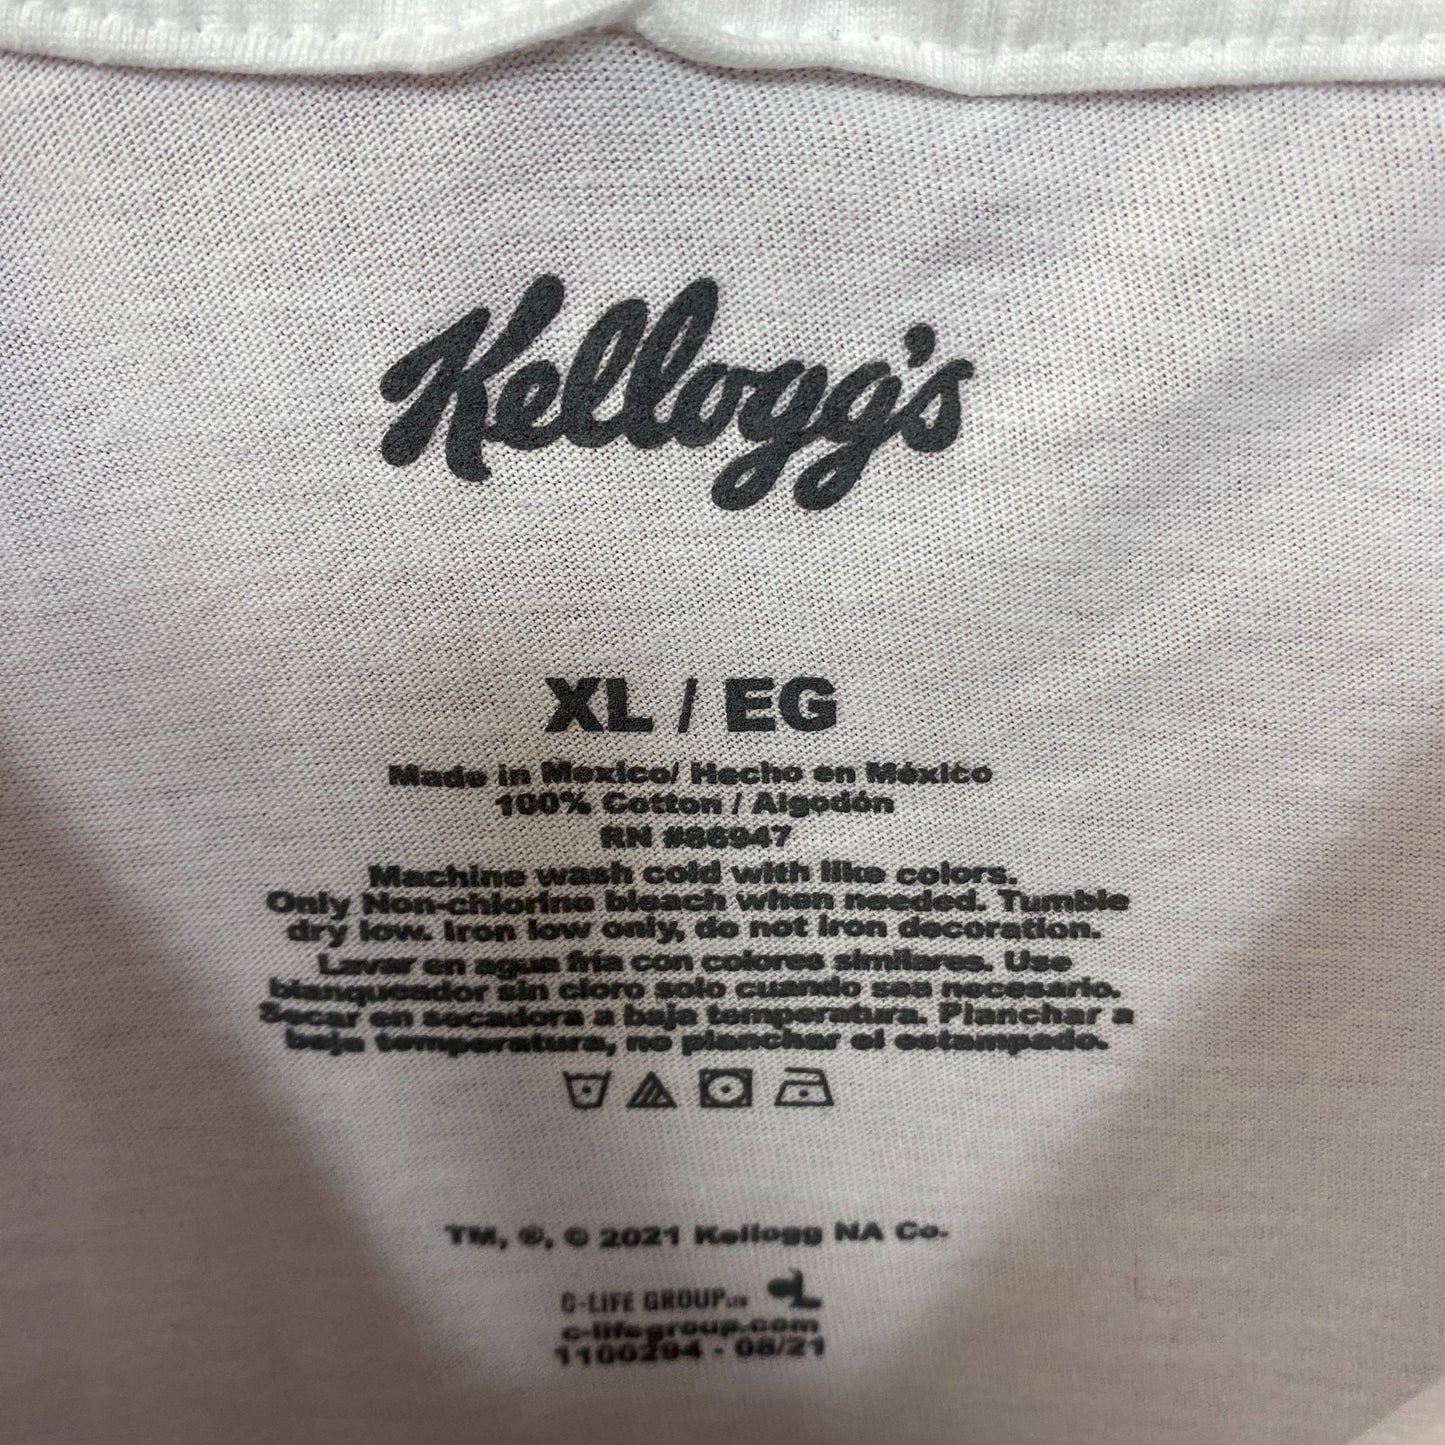 Kellogg's
XL / EG
Made in Mexico/ Hecho en México
100% Cotton / Algodón
RN #86947
Machine wash cold with like colors.
Only Non-chlorine bleach when needed. Tumble
dry low. Iron low only, do not iron decoration.
Lavar en agua fría con colores similares. Use
blanqueador sin cloro solo cuando sea necesario.
Secar en secadora a baja temperatura. Planchar a
baja temperatura, no planchar el estampado.
TM, ®, © 2021 Kellogg NA Co.
C-LIFE GROUP LTD
c-lifegroup.com
1100294 - 08/21